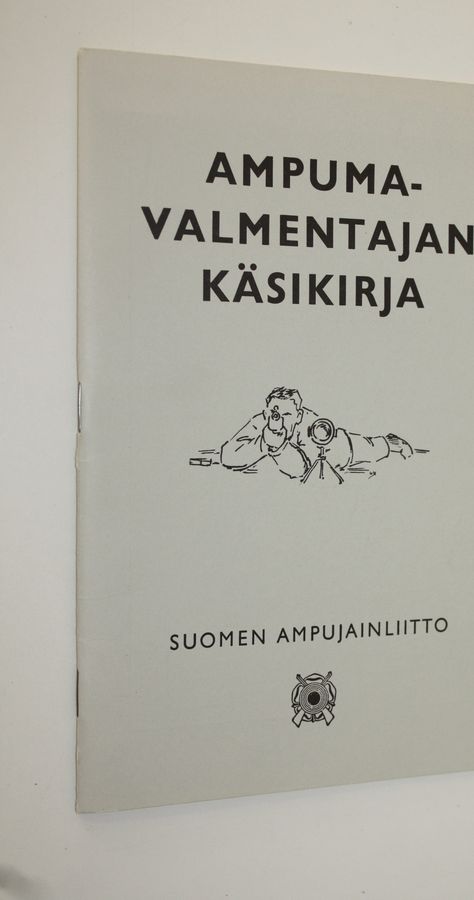 AMPUMA-
VALMENTAJAN
KÄSIKIRJA
SUOMEN AMPUJAINLIITTO